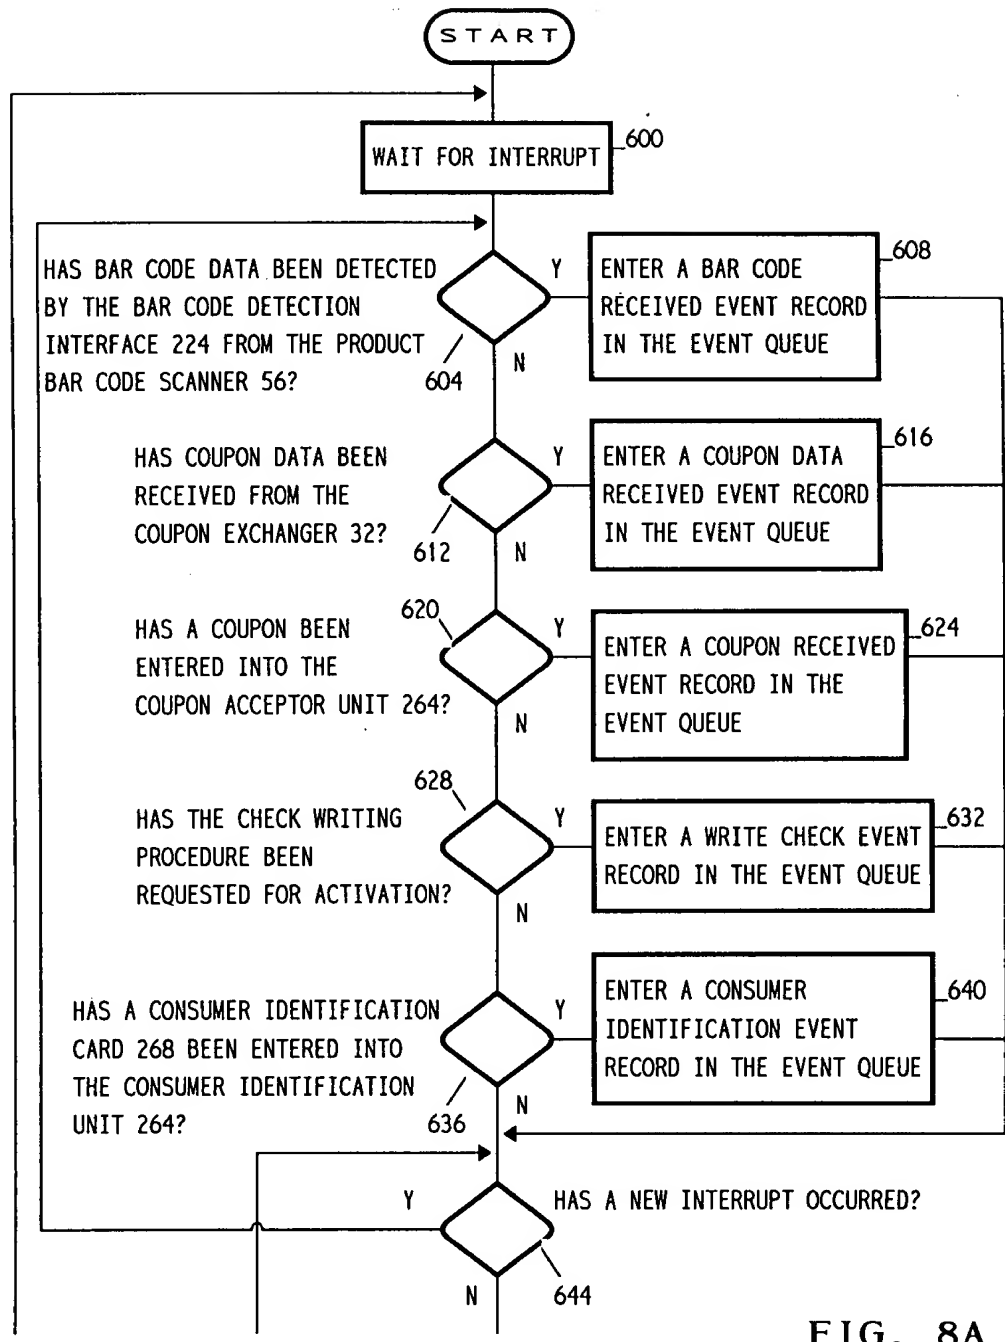 START
WAIT FOR INTERRUPT
600
HAS BAR CODE DATA BEEN DETECTED
BY THE BAR CODE DETECTION
INTERFACE 224 FROM THE PRODUCT
BAR CODE SCANNER 56?
604
Y
N
ENTER A BAR CODE
RECEIVED EVENT RECORD
IN THE EVENT QUEUE
608
HAS COUPON DATA BEEN
RECEIVED FROM THE
COUPON EXCHANGER 32?
612
Y
N
ENTER A COUPON DATA
RECEIVED EVENT RECORD
IN THE EVENT QUEUE
616
HAS A COUPON BEEN
ENTERED INTO THE
COUPON ACCEPTOR UNIT 264?
620
Y
N
ENTER A COUPON RECEIVED
EVENT RECORD IN THE
EVENT QUEUE
624
HAS THE CHECK WRITING
PROCEDURE BEEN
REQUESTED FOR ACTIVATION?
628
Y
N
ENTER A WRITE CHECK EVENT
RECORD IN THE EVENT QUEUE
632
HAS A CONSUMER IDENTIFICATION
CARD 268 BEEN ENTERED INTO
THE CONSUMER IDENTIFICATION
UNIT 264?
636
Y
N
ENTER A CONSUMER
IDENTIFICATION EVENT
RECORD IN THE EVENT QUEUE
640
Y
HAS A NEW INTERRUPT OCCURRED?
644
N
FIG. 8A